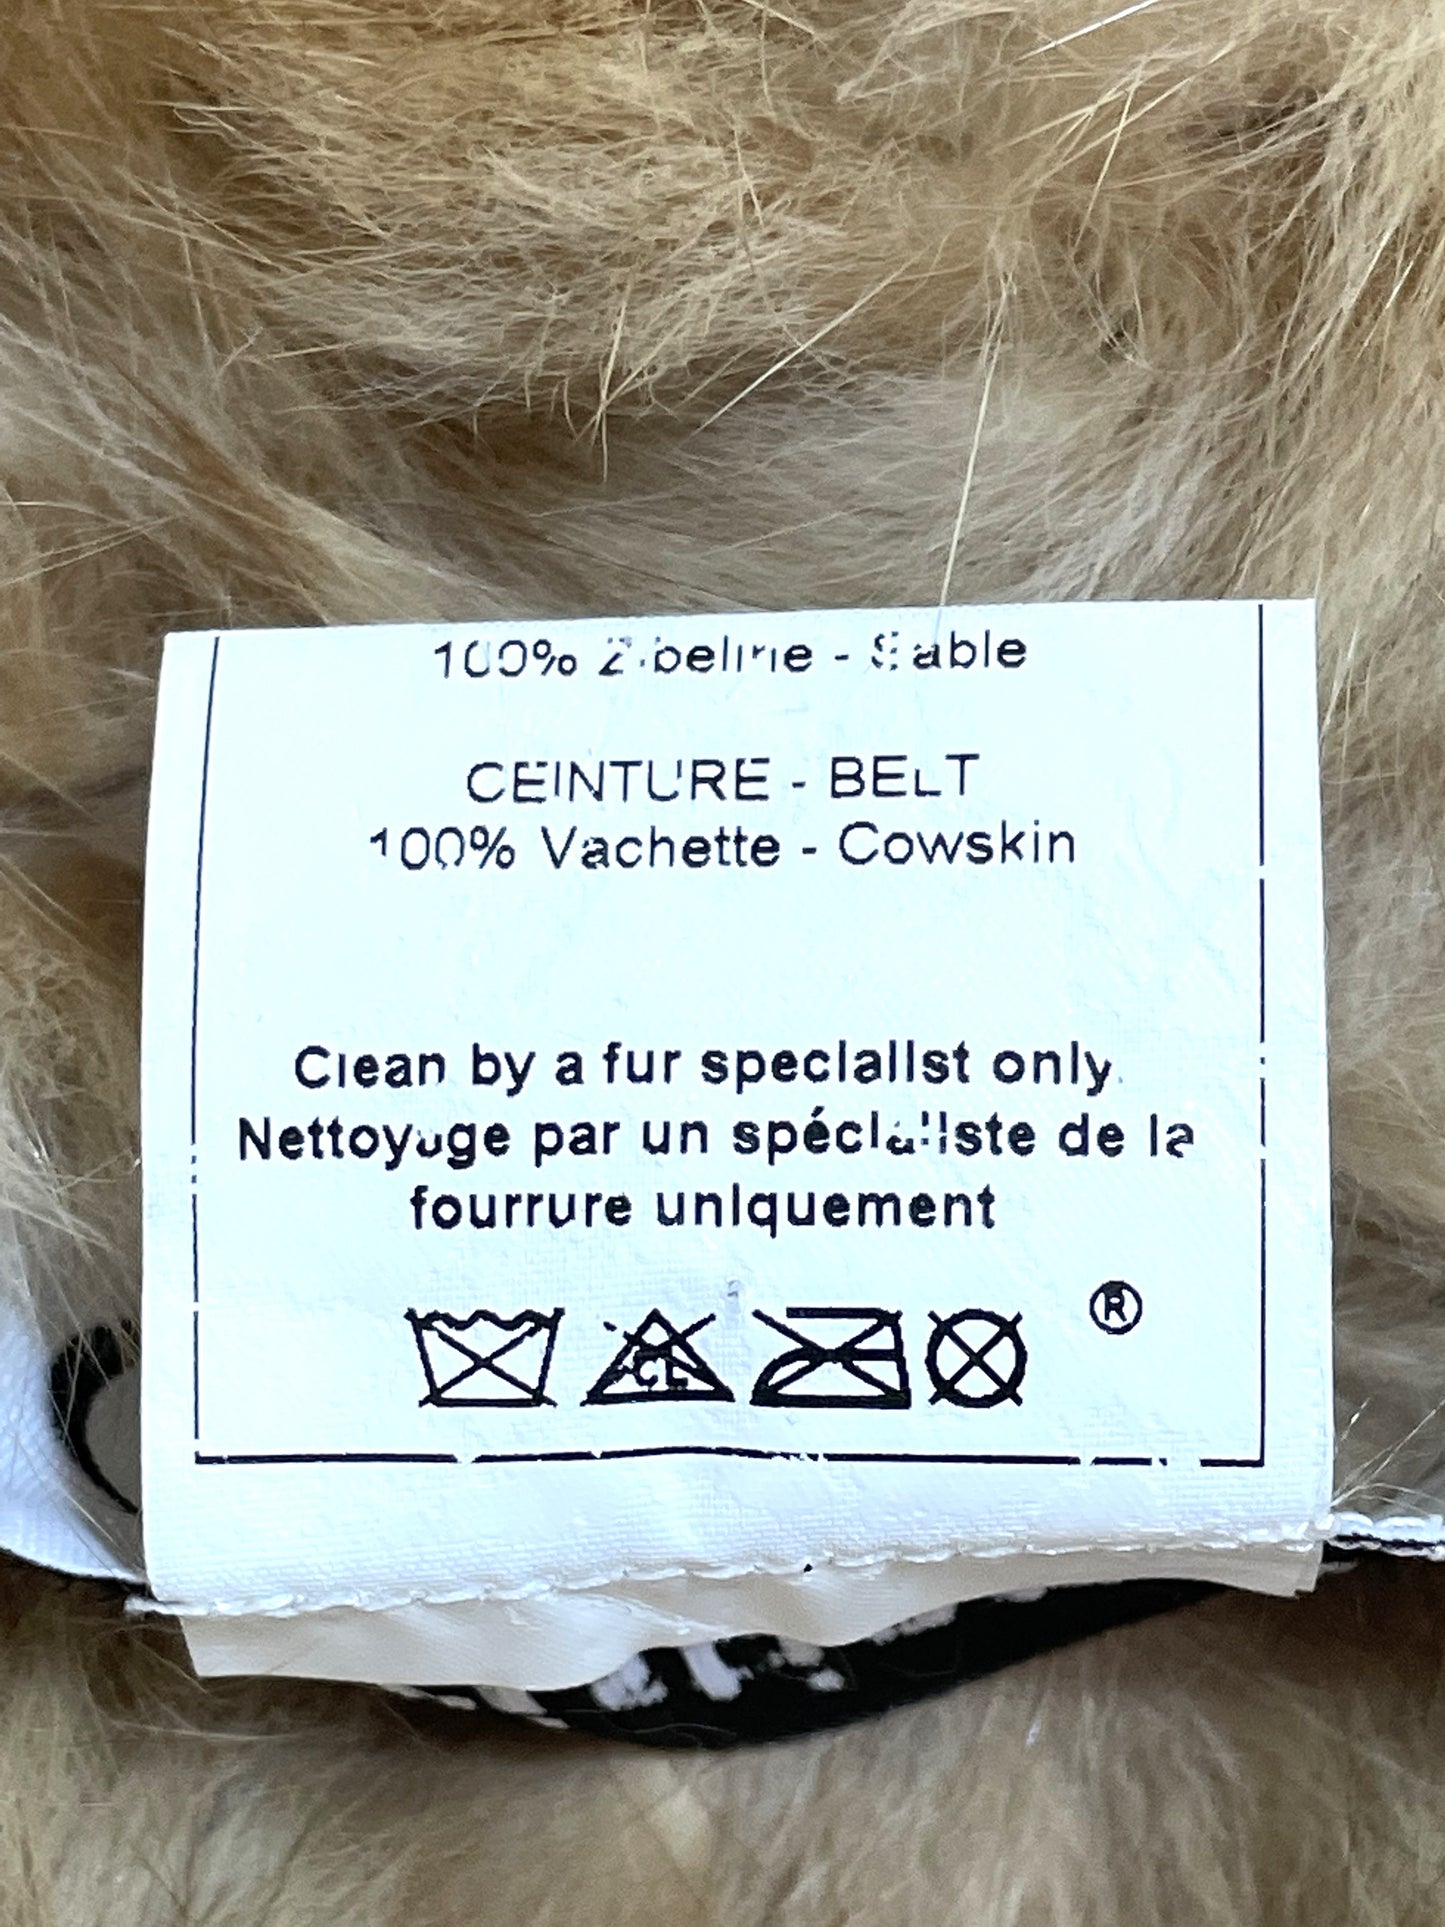 100% Zibeline - Sable
CEINTURE - BELT
100% Vachette - Cowskin
Clean by a fur specialist only.
Nettoyage par un spécialiste de la
fourrure uniquement
CL
®